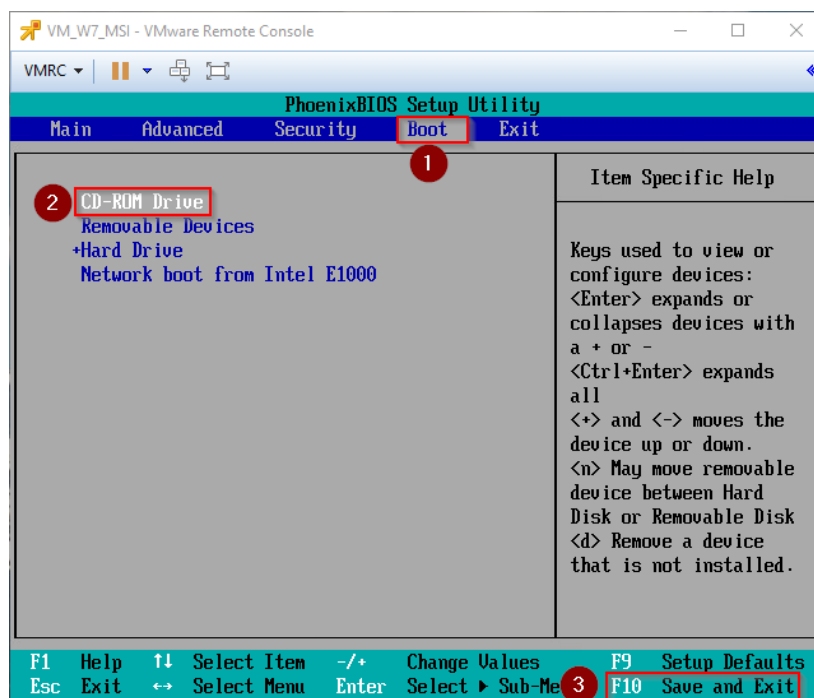 VM_W7_MSI - VMware Remote Console
VMRC
PhoenixBIOS Setup Utility
Main Advanced Security Boot Exit
1
2 CD-ROM Drive
Removable Devices
+Hard Drive
Network boot from Intel E1000
Item Specific Help
Keys used to view or
configure devices:
<Enter> expands or
collapses devices with
a + or -
<Ctrl+Enter> expands
all
<+> and <-> moves the
device up or down.
<n> May move removable
device between Hard
Disk or Removable Disk
<d> Remove a device
that is not installed.
F1 Help ↑↓ Select Item -/+ Change Values F9 Setup Defaults
Esc Exit ↔ Select Menu Enter Select ▶ Sub-Me 3 F10 Save and Exit